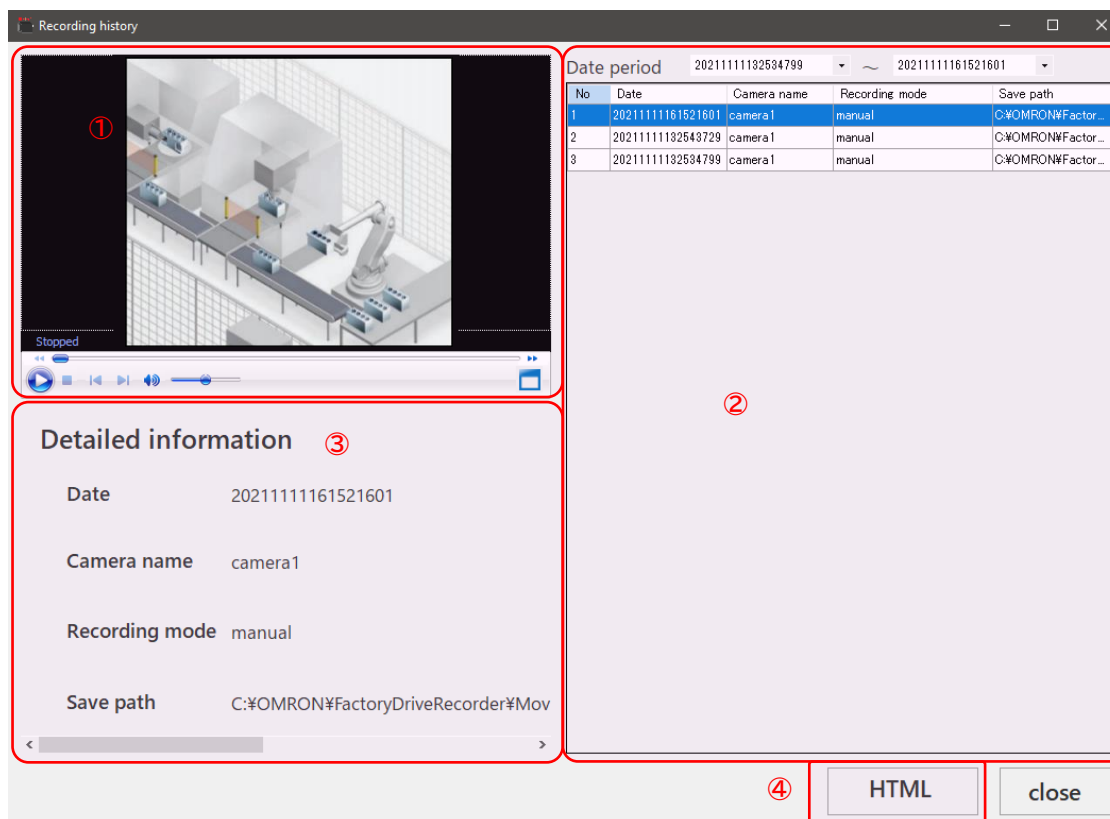 Recording history
①
Stopped
Date period 20211111132534799 ~ 20211111161521601
No Date Camera name Recording mode Save path
1 20211111161521601 camera1 manual C:¥OMRON¥Factor...
2 20211111132543729 camera1 manual C:¥OMRON¥Factor...
3 20211111132534799 camera1 manual C:¥OMRON¥Factor...
②
Detailed information ③
Date 20211111161521601
Camera name camera1
Recording mode manual
Save path C:¥OMRON¥FactoryDriveRecorder¥Mov
④ HTML close